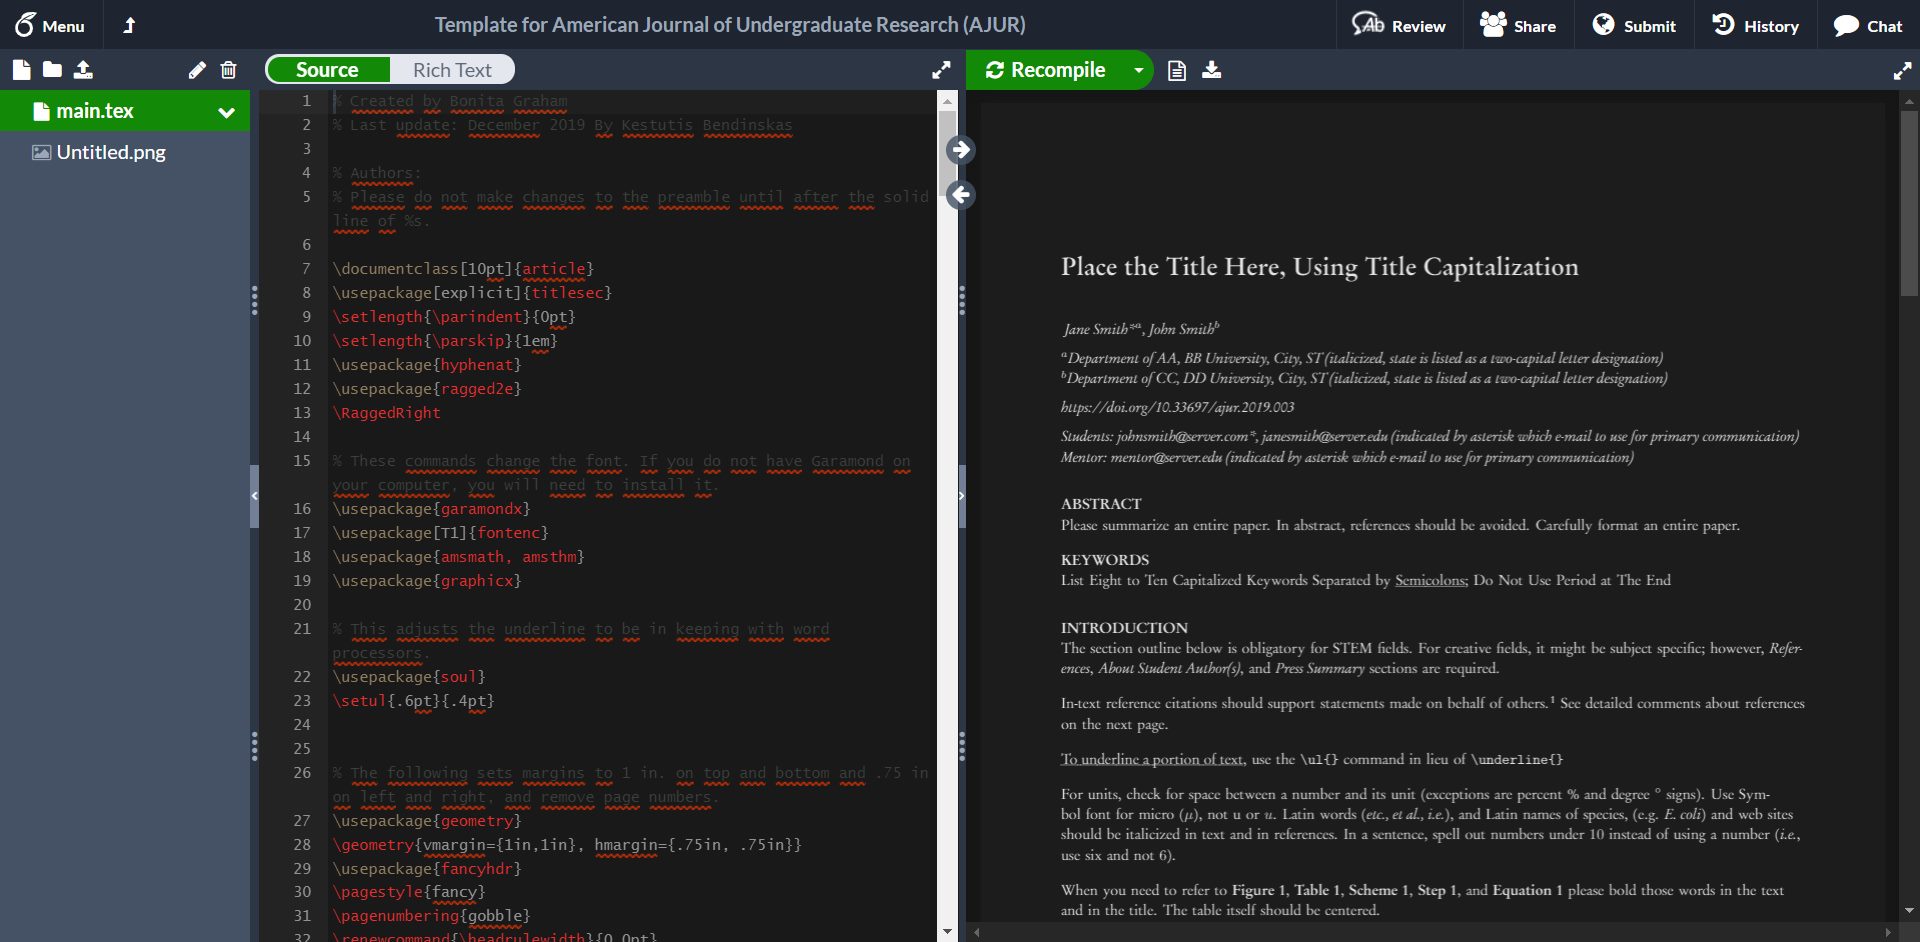 Menu
Template for American Journal of Undergraduate Research (AJUR)
Review
Share
Submit
History
Chat
Source
Rich Text
Recompile
main.tex
Untitled.png
1 % Created by Bonita Graham
2 % Last update: December 2019 By Kestutis Bendinskas
3
4 % Authors:
5 % Please do not make changes to the preamble until after the solid
line of %s.
6
7 \documentclass[10pt]{article}
8 \usepackage[explicit]{titlesec}
9 \setlength{\parindent}{0pt}
10 \setlength{\parskip}{1em}
11 \usepackage{hyphenat}
12 \usepackage{ragged2e}
13 \RaggedRight
14
15 % These commands change the font. If you do not have Garamond on
your computer, you will need to install it.
16 \usepackage{garamondx}
17 \usepackage[T1]{fontenc}
18 \usepackage{amsmath, amsthm}
19 \usepackage{graphicx}
20
21 % This adjusts the underline to be in keeping with word
processors.
22 \usepackage{soul}
23 \setul{.6pt}{.4pt}
24
25
26 % The following sets margins to 1 in. on top and bottom and .75 in
on left and right, and remove page numbers.
27 \usepackage{geometry}
28 \geometry{vmargin={1in,1in}, hmargin={.75in, .75in}}
29 \usepackage{fancyhdr}
30 \pagestyle{fancy}
31 \pagenumbering{gobble}
32 \renewcommand{\headrulewidth}{0.0pt}
Place the Title Here, Using Title Capitalization
Jane Smith*ᵃ, John Smithᵇ
ᵃDepartment of AA, BB University, City, ST (italicized, state is listed as a two-capital letter designation)
ᵇDepartment of CC, DD University, City, ST (italicized, state is listed as a two-capital letter designation)
https://doi.org/10.33697/ajur.2019.003
Students: johnsmith@server.com*, janesmith@server.edu (indicated by asterisk which e-mail to use for primary communication)
Mentor: mentor@server.edu (indicated by asterisk which e-mail to use for primary communication)
ABSTRACT
Please summarize an entire paper. In abstract, references should be avoided. Carefully format an entire paper.
KEYWORDS
List Eight to Ten Capitalized Keywords Separated by Semicolons; Do Not Use Period at The End
INTRODUCTION
The section outline below is obligatory for STEM fields. For creative fields, it might be subject specific; however, Refer-
ences, About Student Author(s), and Press Summary sections are required.
In-text reference citations should support statements made on behalf of others.¹ See detailed comments about references
on the next page.
To underline a portion of text, use the \ul{} command in lieu of \underline{}
For units, check for space between a number and its unit (exceptions are percent % and degree ° signs). Use Sym-
bol font for micro (μ), not u or u. Latin words (etc., et al., i.e.), and Latin names of species, (e.g. E. coli) and web sites
should be italicized in text and in references. In a sentence, spell out numbers under 10 instead of using a number (i.e.,
use six and not 6).
When you need to refer to Figure 1, Table 1, Scheme 1, Step 1, and Equation 1 please bold those words in the text
and in the title. The table itself should be centered.